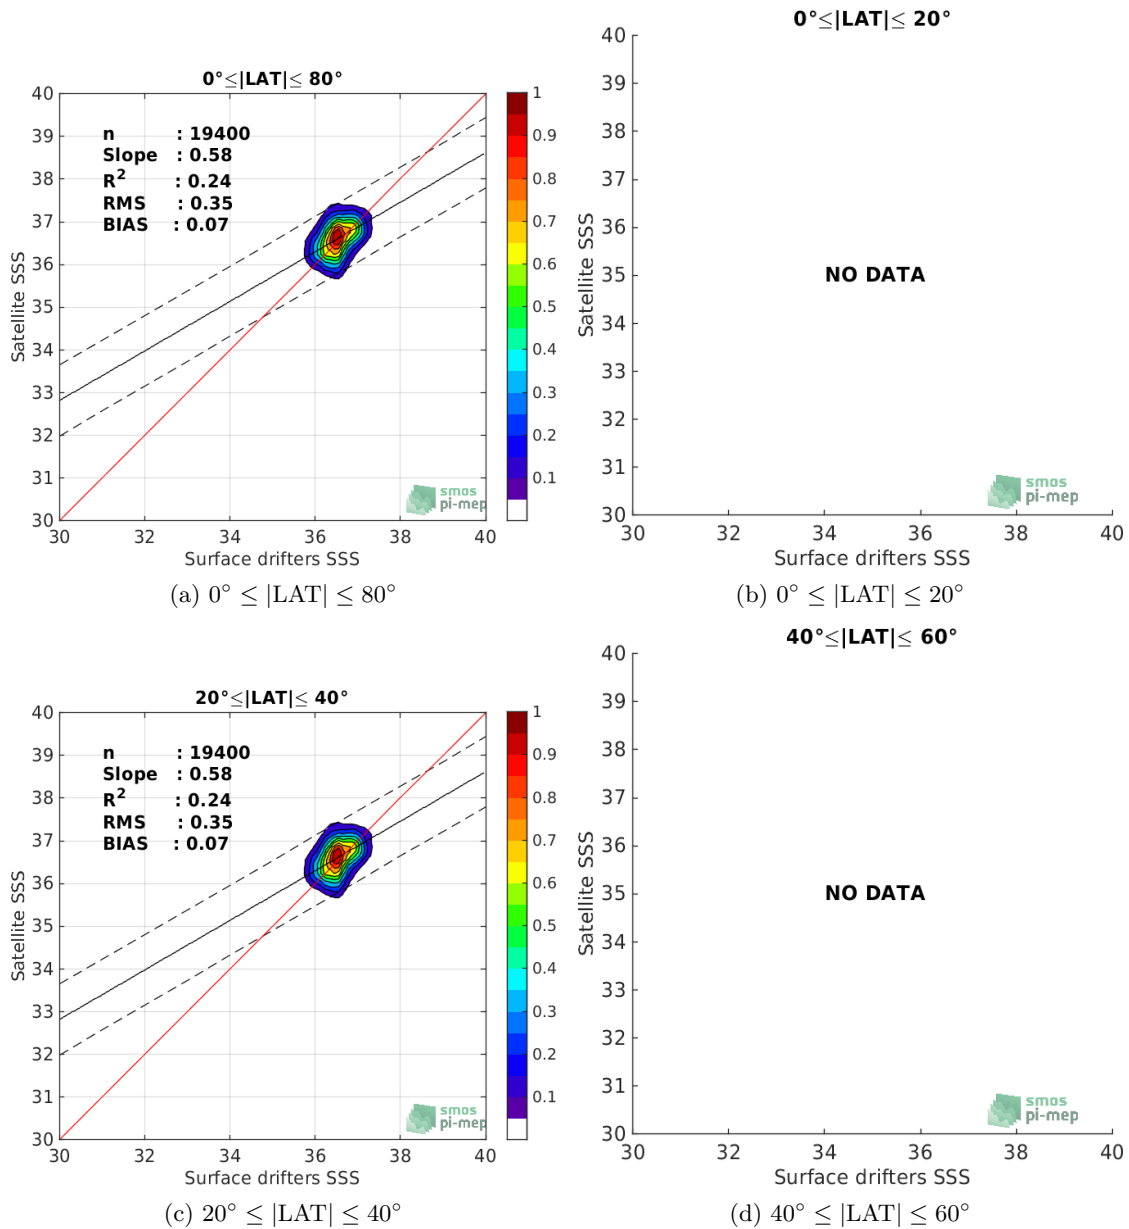 0°≤|LAT|≤ 80°
40
39
38
37
36
35
34
33
32
31
30
Satellite SSS
n : 19400
Slope : 0.58
R² : 0.24
RMS : 0.35
BIAS : 0.07
smos
pi-mep
30 32 34 36 38 40
Surface drifters SSS
1
0.9
0.8
0.7
0.6
0.5
0.4
0.3
0.2
0.1
(a) 0° ≤ |LAT| ≤ 80°
0°≤|LAT|≤ 20°
40
39
38
37
36
35
34
33
32
31
30
Satellite SSS
NO DATA
smos
pi-mep
30 32 34 36 38 40
Surface drifters SSS
(b) 0° ≤ |LAT| ≤ 20°
20°≤|LAT|≤ 40°
40
39
38
37
36
35
34
33
32
31
30
Satellite SSS
n : 19400
Slope : 0.58
R² : 0.24
RMS : 0.35
BIAS : 0.07
smos
pi-mep
30 32 34 36 38 40
Surface drifters SSS
1
0.9
0.8
0.7
0.6
0.5
0.4
0.3
0.2
0.1
(c) 20° ≤ |LAT| ≤ 40°
40°≤|LAT|≤ 60°
40
39
38
37
36
35
34
33
32
31
30
Satellite SSS
NO DATA
smos
pi-mep
30 32 34 36 38 40
Surface drifters SSS
(d) 40° ≤ |LAT| ≤ 60°